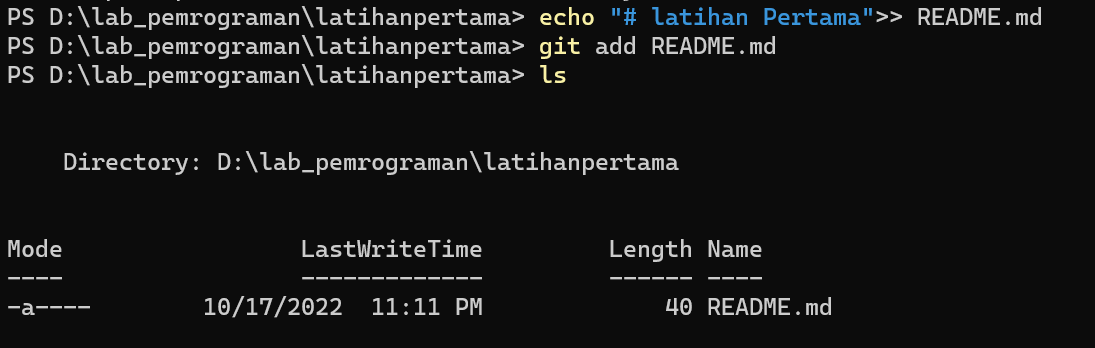 PS D:\lab_pemrograman\latihanpertama> echo "# latihan Pertama">> README.md
PS D:\lab_pemrograman\latihanpertama> git add README.md
PS D:\lab_pemrograman\latihanpertama> ls
Directory: D:\lab_pemrograman\latihanpertama
Mode LastWriteTime Length Name
---- ------------- ------ ----
-a---- 10/17/2022 11:11 PM 40 README.md